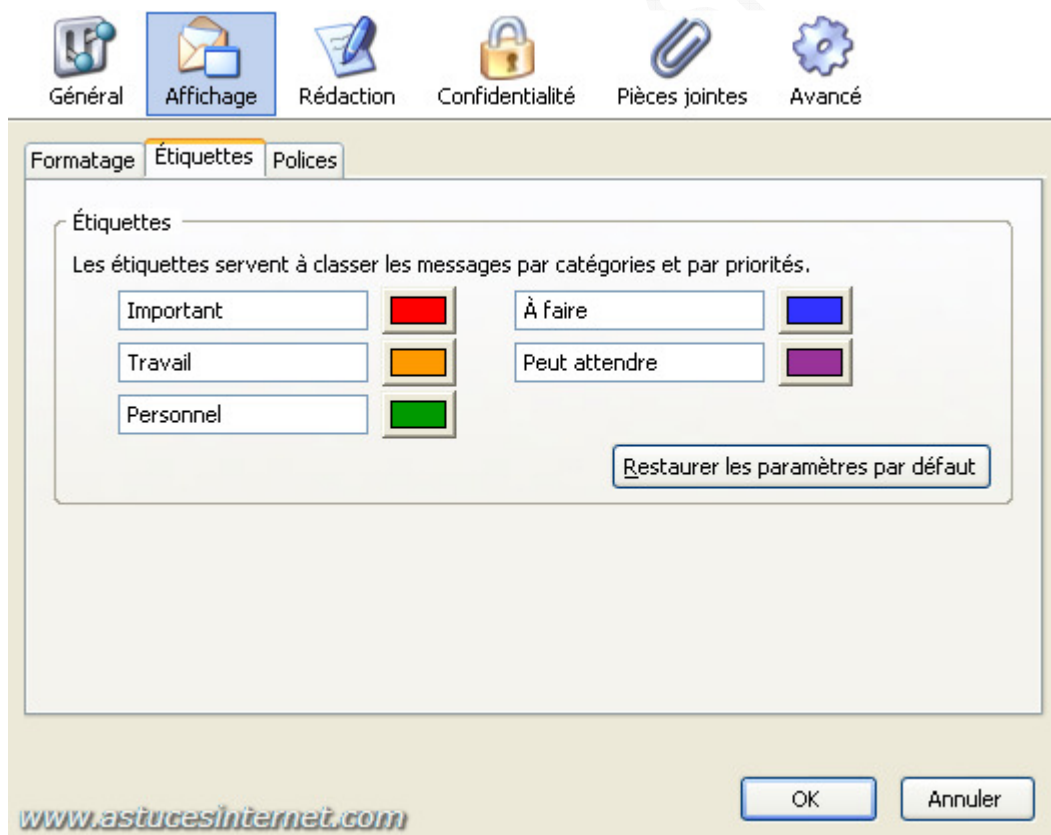 Général Affichage Rédaction Confidentialité Pièces jointes Avancé
Formatage Étiquettes Polices
Étiquettes
Les étiquettes servent à classer les messages par catégories et par priorités.
Important À faire
Travail Peut attendre
Personnel
Restaurer les paramètres par défaut
OK Annuler
www.astucesinternet.com